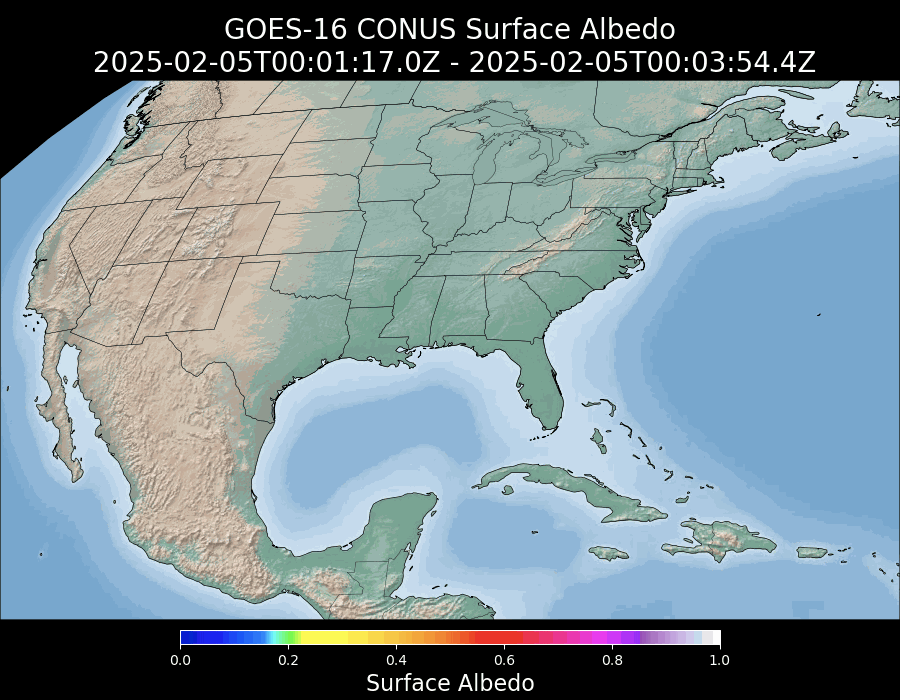 GOES-16 CONUS Surface Albedo
2025-02-05T00:01:17.0Z - 2025-02-05T00:03:54.4Z
0.0 0.2 0.4 0.6 0.8 1.0
Surface Albedo